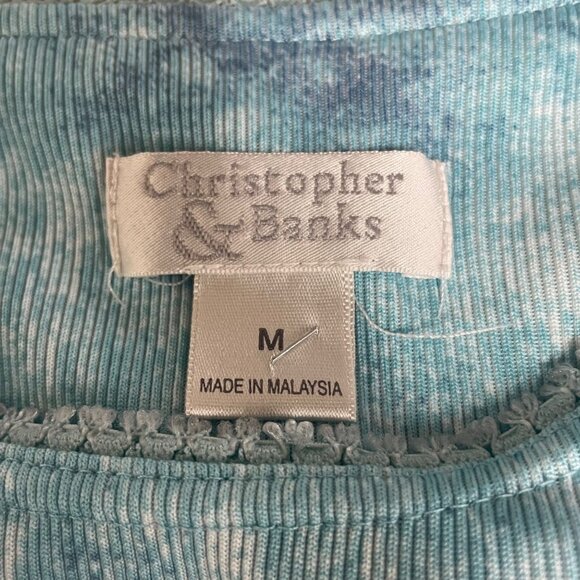 Christopher
& Banks
M
MADE IN MALAYSIA